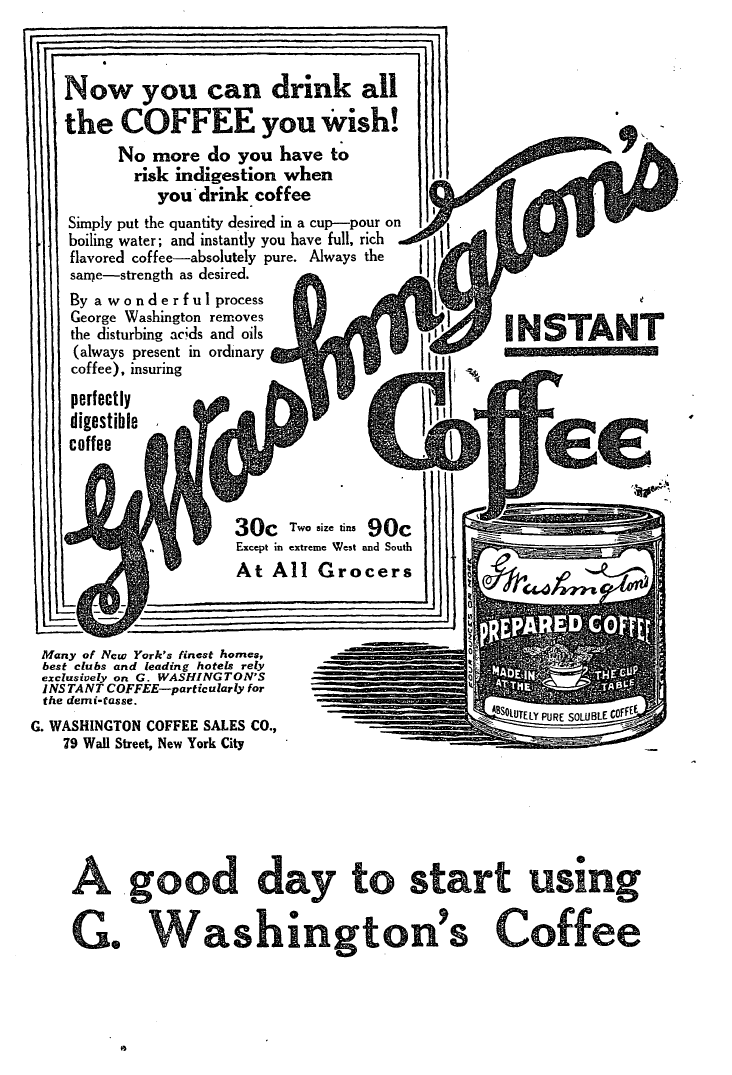 Now you can drink all
the COFFEE you wish!
No more do you have to
risk indigestion when
you drink coffee
Simply put the quantity desired in a cup—pour on
boiling water; and instantly you have full, rich
flavored coffee—absolutely pure. Always the
same—strength as desired.
By a wonderful process
George Washington removes
the disturbing acids and oils
(always present in ordinary
coffee), insuring
perfectly
digestible
coffee
G Washington's
INSTANT
Coffee
30c Two size tins 90c
Except in extreme West and South
At All Grocers
G Washington's
PREPARED COFFEE
MADE IN
AT THE
THE CUP
TABLE
ABSOLUTELY PURE SOLUBLE COFFEE
Many of New York's finest homes,
best clubs and leading hotels rely
exclusively on G. WASHINGTON'S
INSTANT COFFEE—particularly for
the demi-tasse.
G. WASHINGTON COFFEE SALES CO.,
79 Wall Street, New York City
A good day to start using
G. Washington's Coffee